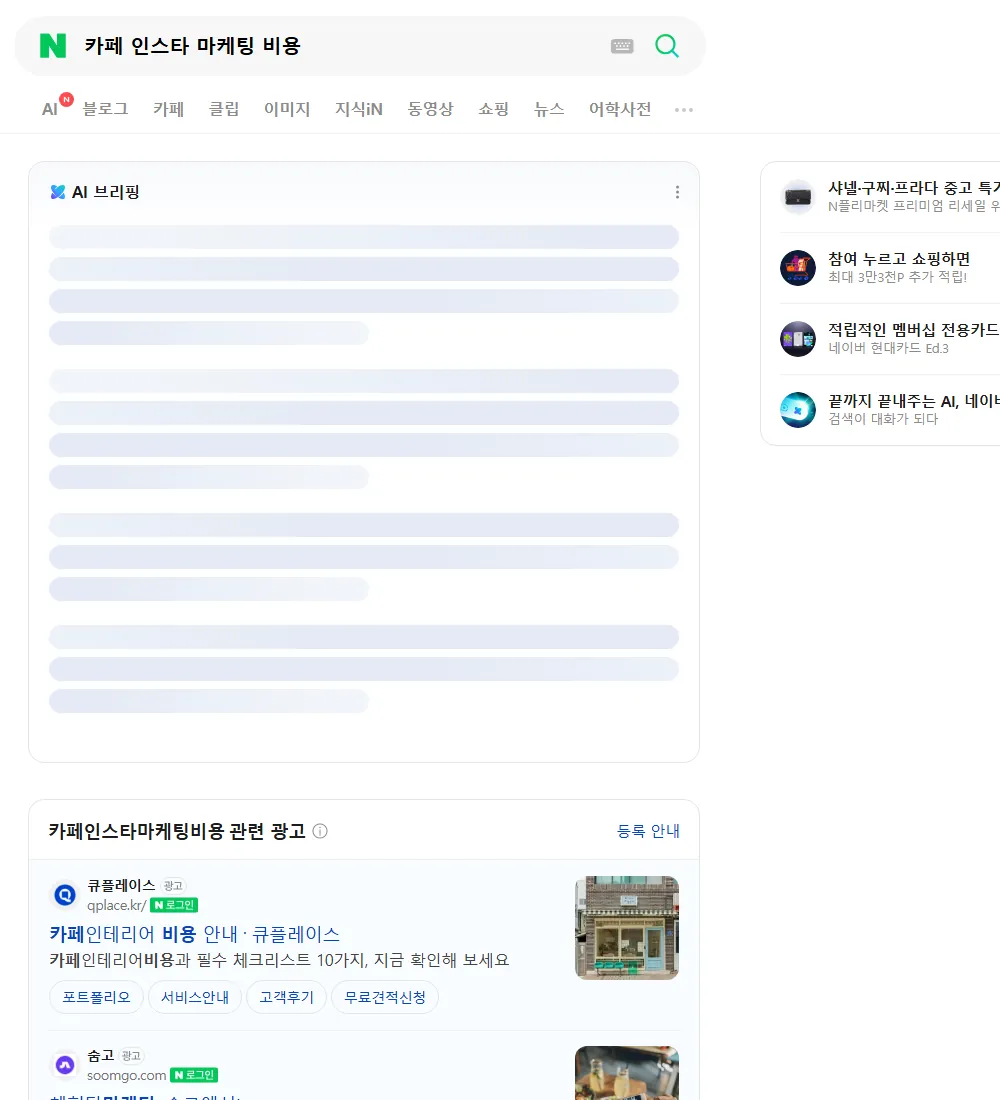 카페 인스타 마케팅 비용
AI N 블로그 카페 클립 이미지 지식iN 동영상 쇼핑 뉴스 어학사전
AI 브리핑
샤넬·구찌·프라다 중고 특가
N플리마켓 프리미엄 리세일
참여 누르고 쇼핑하면
최대 3만3천P 추가 적립!
적립적인 멤버십 전용카드
네이버 현대카드 Ed.3
끝까지 끝내주는 AI,
검색이 대화가 되다
카페인스타마케팅비용 관련 광고
등록 안내
큐플레이스 광고
qplace.kr/ N 로그인
카페인테리어 비용 안내 · 큐플레이스
카페인테리어비용과 필수 체크리스트 10가지, 지금 확인해 보세요
포트폴리오 서비스안내 고객후기 무료견적신청
숨고 광고
soomgo.com N 로그인